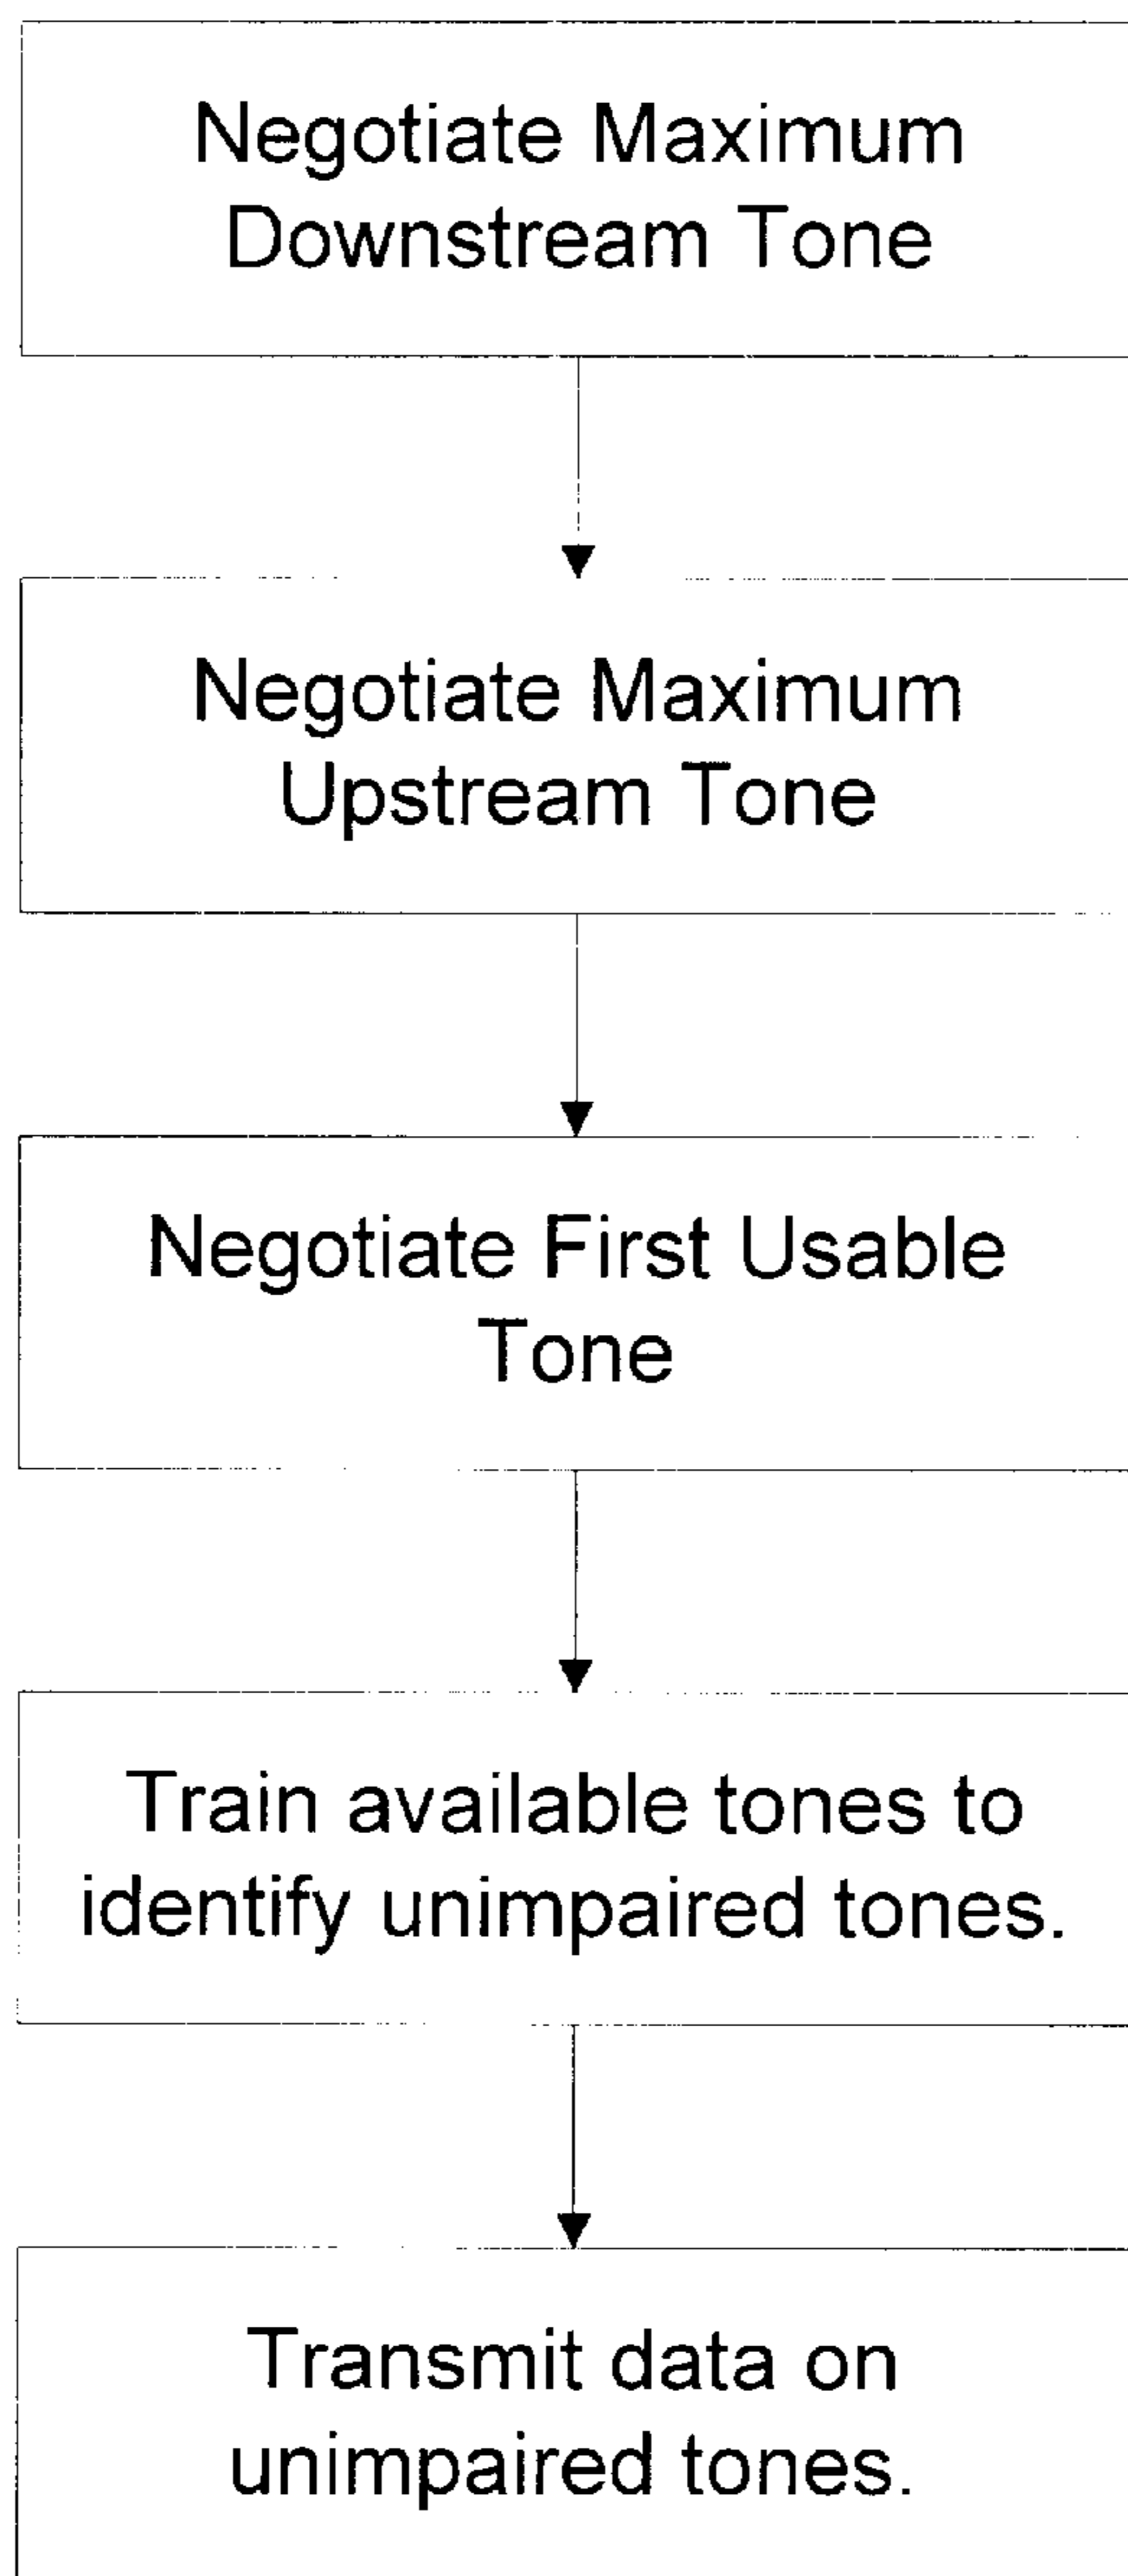 Negotiate Maximum
Downstream Tone
Negotiate Maximum
Upstream Tone
Negotiate First Usable
Tone
Train available tones to
identify unimpaired tones.
Transmit data on
unimpaired tones.